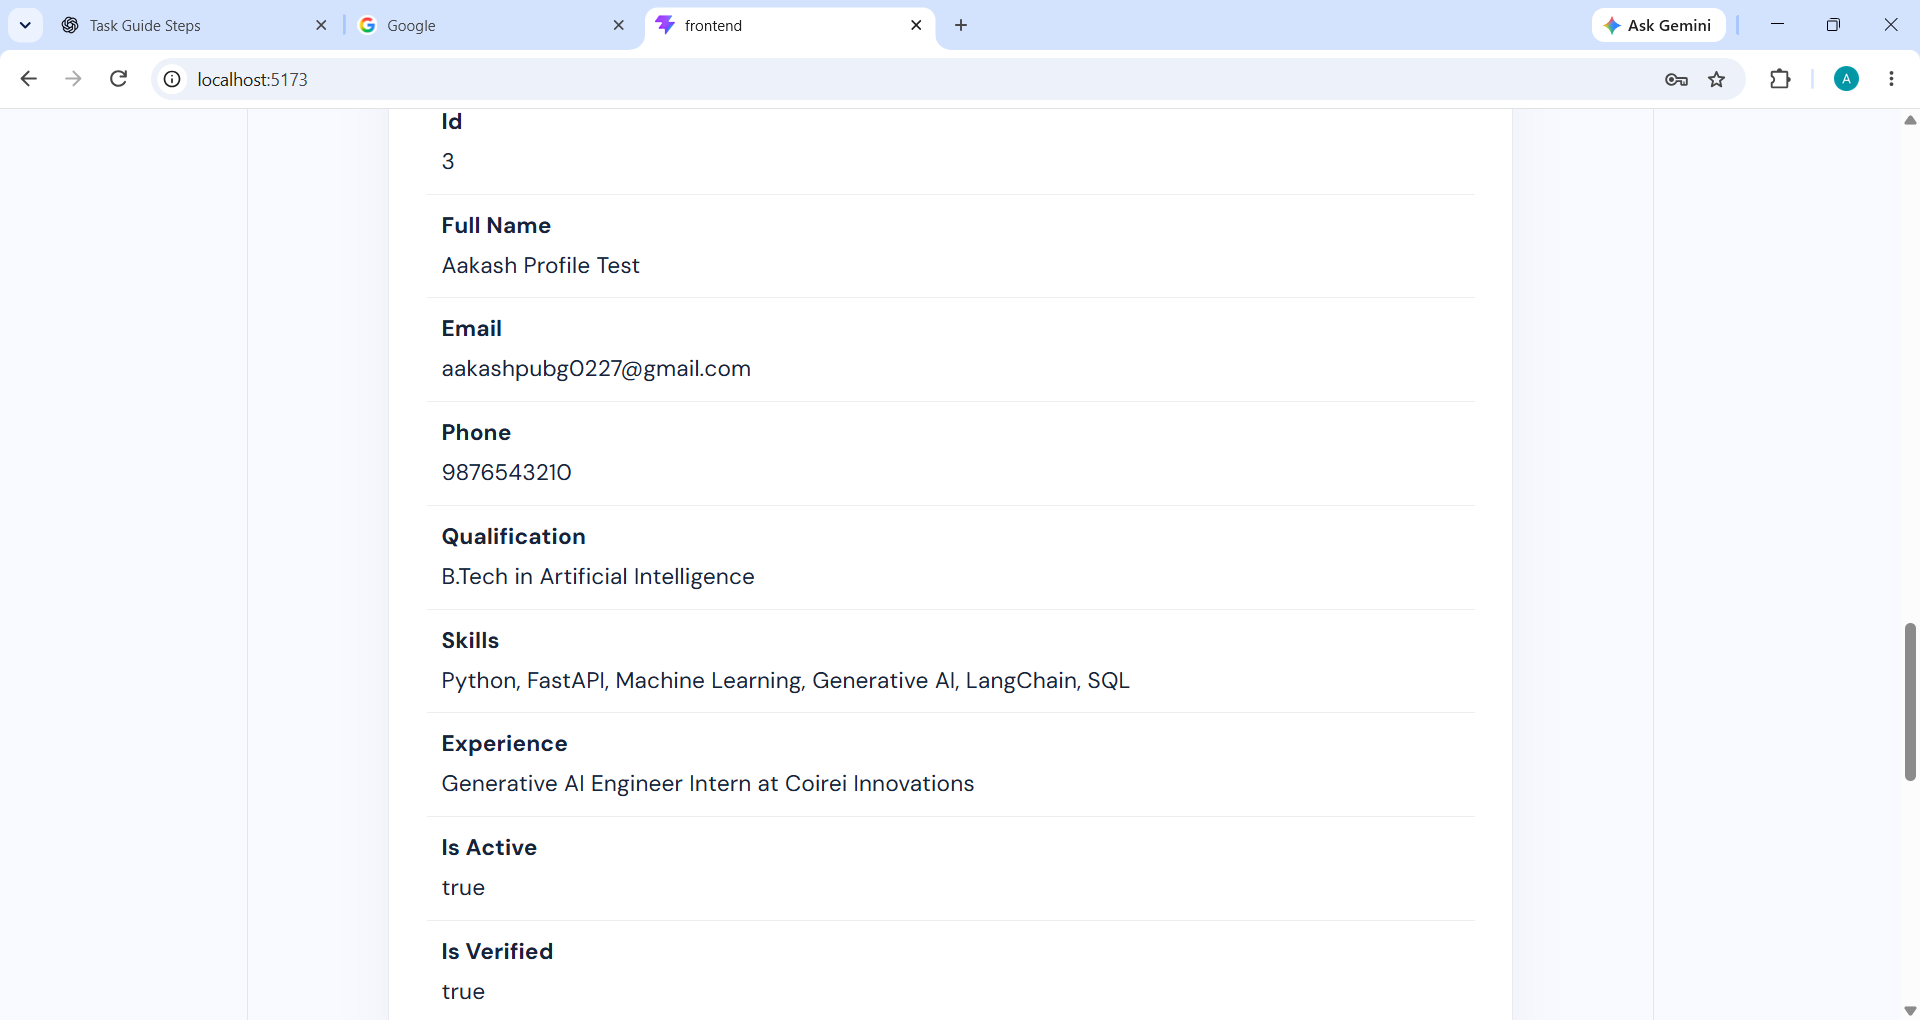 Task Guide Steps
Google
frontend
Ask Gemini
localhost:5173
A
Id
3
Full Name
Aakash Profile Test
Email
aakashpubg0227@gmail.com
Phone
9876543210
Qualification
B.Tech in Artificial Intelligence
Skills
Python, FastAPI, Machine Learning, Generative AI, LangChain, SQL
Experience
Generative AI Engineer Intern at Coirei Innovations
Is Active
true
Is Verified
true